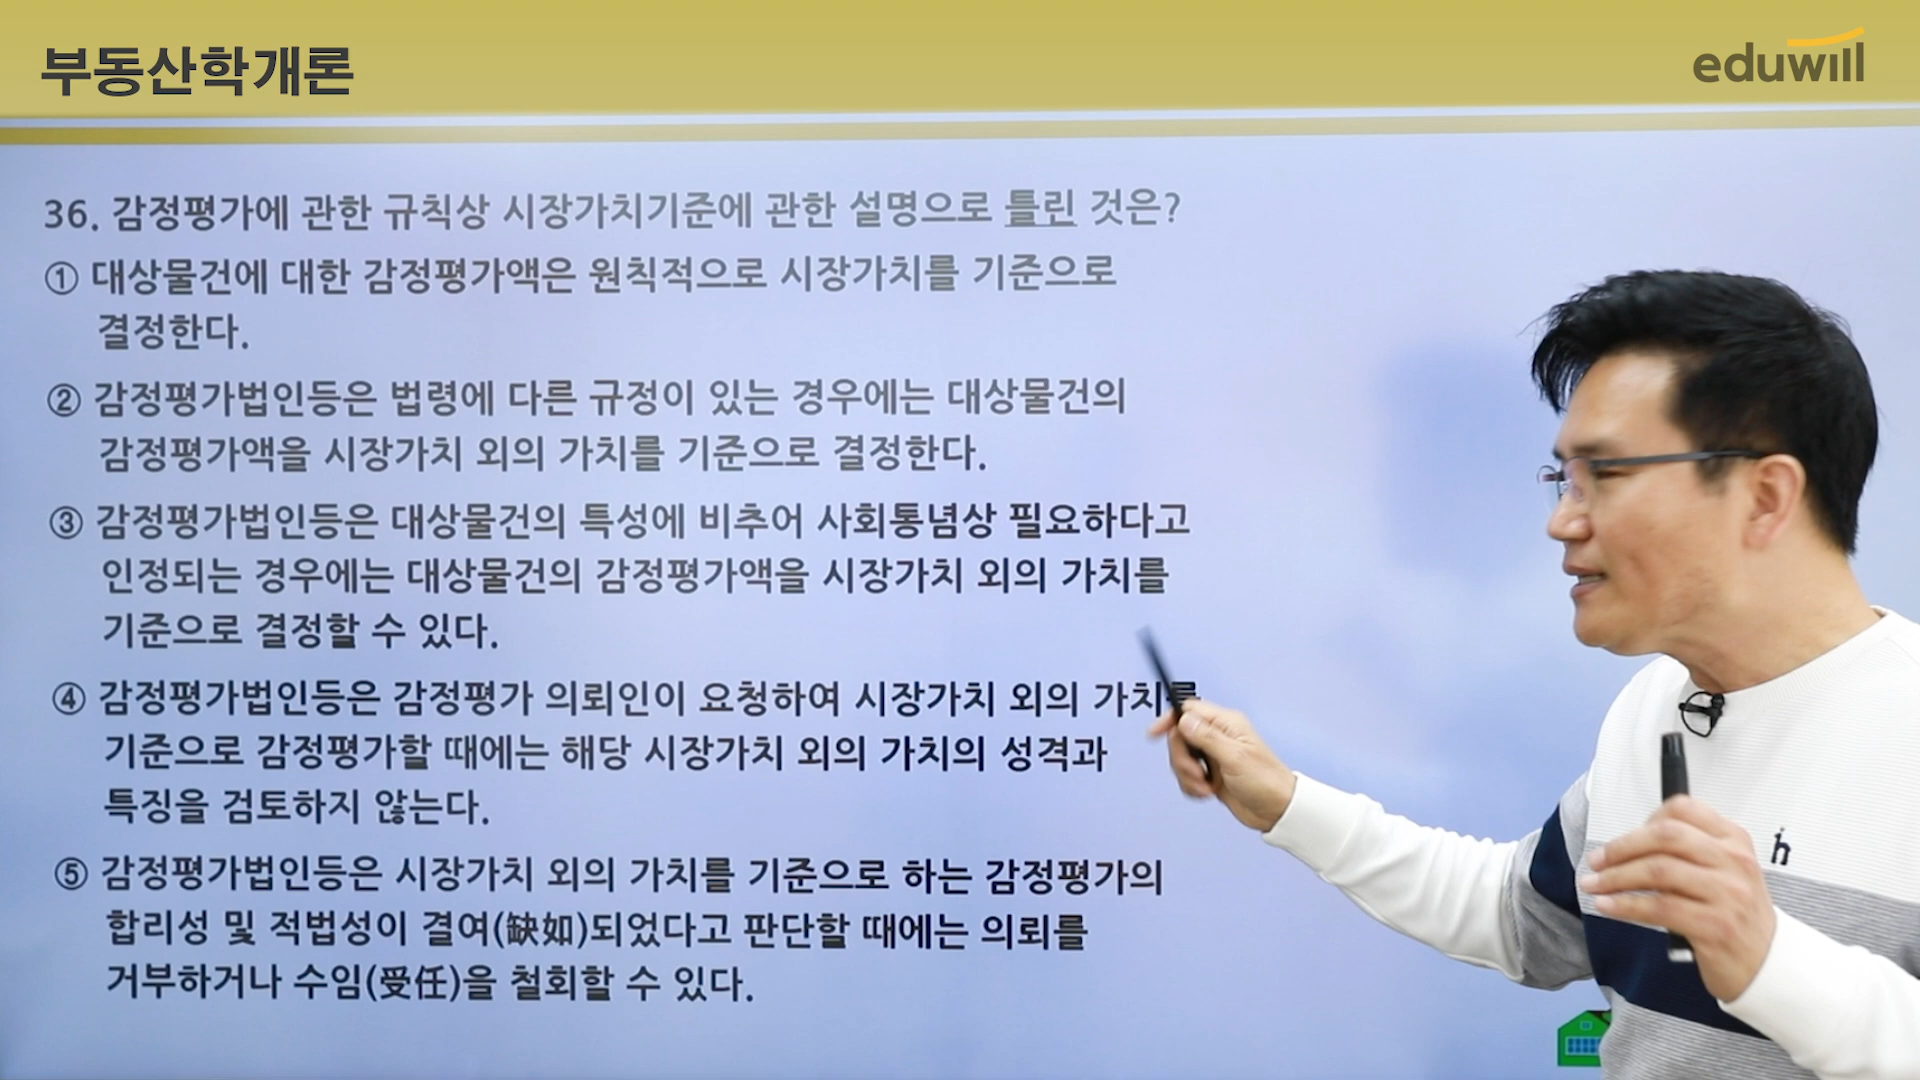 부동산학개론
eduwill
36. 감정평가에 관한 규칙상 시장가치기준에 관한 설명으로 틀린 것은?
① 대상물건에 대한 감정평가액은 원칙적으로 시장가치를 기준으로
결정한다.
② 감정평가법인등은 법령에 다른 규정이 있는 경우에는 대상물건의
감정평가액을 시장가치 외의 가치를 기준으로 결정한다.
③ 감정평가법인등은 대상물건의 특성에 비추어 사회통념상 필요하다고
인정되는 경우에는 대상물건의 감정평가액을 시장가치 외의 가치를
기준으로 결정할 수 있다.
④ 감정평가법인등은 감정평가 의뢰인이 요청하여 시장가치 외의 가치를
기준으로 감정평가할 때에는 해당 시장가치 외의 가치의 성격과
특징을 검토하지 않는다.
⑤ 감정평가법인등은 시장가치 외의 가치를 기준으로 하는 감정평가의
합리성 및 적법성이 결여(缺如)되었다고 판단할 때에는 의뢰를
거부하거나 수임(受任)을 철회할 수 있다.
h